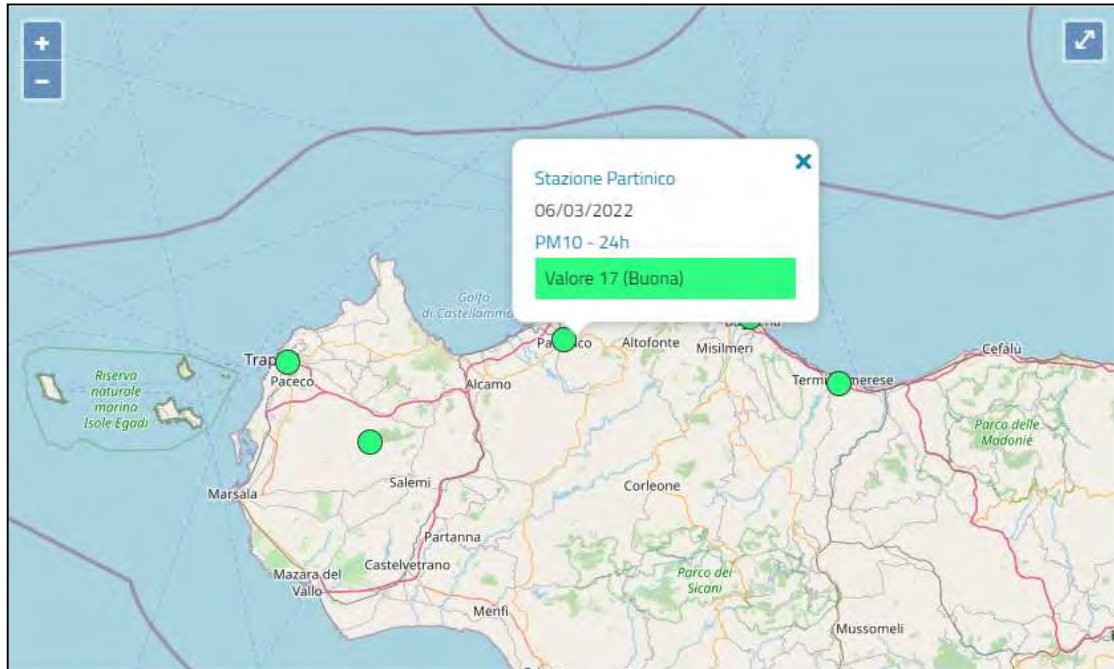 +
−
Stazione Partinico
06/03/2022
PM10 - 24h
Valore 17 (Buona)
Golfo
di Castellamma
Trap
Paceco
Riserva
naturale
marina
Isole Egadi
Alcamo
Altofonte
Misilmeri
Cefalù
Parco delle
Madonie
Marsala
Salemi
Corleone
Partanna
Castelvetrano
Mazara del
Vallo
Menfi
Parco dei
Sicani
Mussomeli